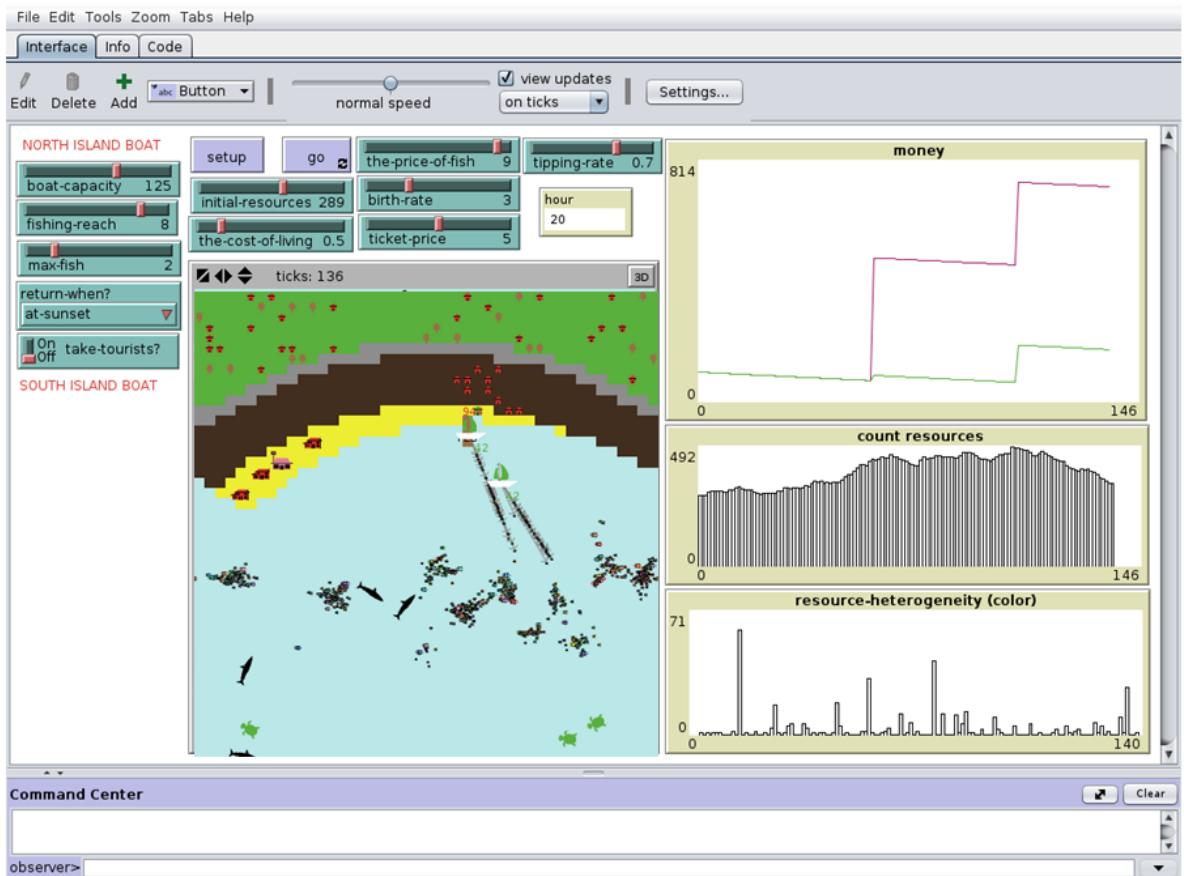 File Edit Tools Zoom Tabs Help
Interface Info Code
Edit Delete Add abc Button normal speed view updates on ticks Settings...
NORTH ISLAND BOAT
boat-capacity 125
fishing-reach 8
max-fish 2
return-when?
at-sunset
On
Off take-tourists?
SOUTH ISLAND BOAT
setup go
initial-resources 289
the-cost-of-living 0.5
the-price-of-fish 9
birth-rate 3
ticket-price 5
tipping-rate 0.7
hour
20
ticks: 136 3D
money
814
0
0 146
count resources
492
0
0 146
resource-heterogeneity (color)
71
0
0 140
Command Center Clear
observer>